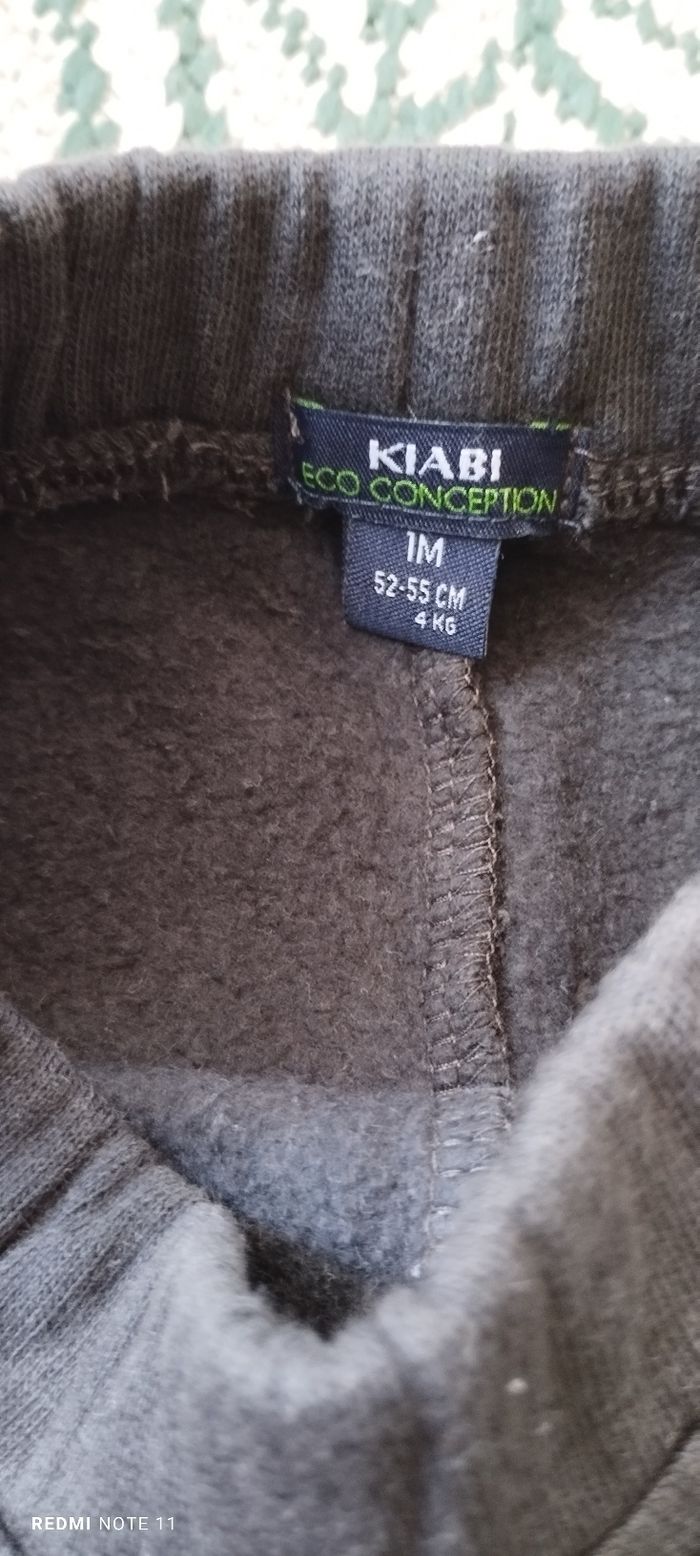 KIABI
ECO CONCEPTION
1M
52-55 CM
4 KG
REDMI NOTE 11